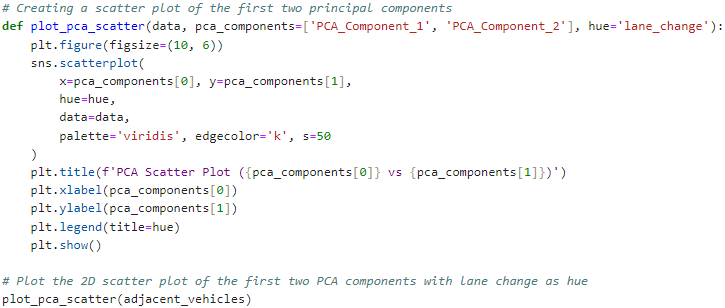 # Creating a scatter plot of the first two principal components
def plot_pca_scatter(data, pca_components=['PCA_Component_1', 'PCA_Component_2'], hue='lane_change'):
    plt.figure(figsize=(10, 6))
    sns.scatterplot(
        x=pca_components[0], y=pca_components[1],
        hue=hue,
        data=data,
        palette='viridis', edgecolor='k', s=50
    )
    plt.title(f'PCA Scatter Plot ({pca_components[0]} vs {pca_components[1]})')
    plt.xlabel(pca_components[0])
    plt.ylabel(pca_components[1])
    plt.legend(title=hue)
    plt.show()

# Plot the 2D scatter plot of the first two PCA components with lane change as hue
plot_pca_scatter(adjacent_vehicles)